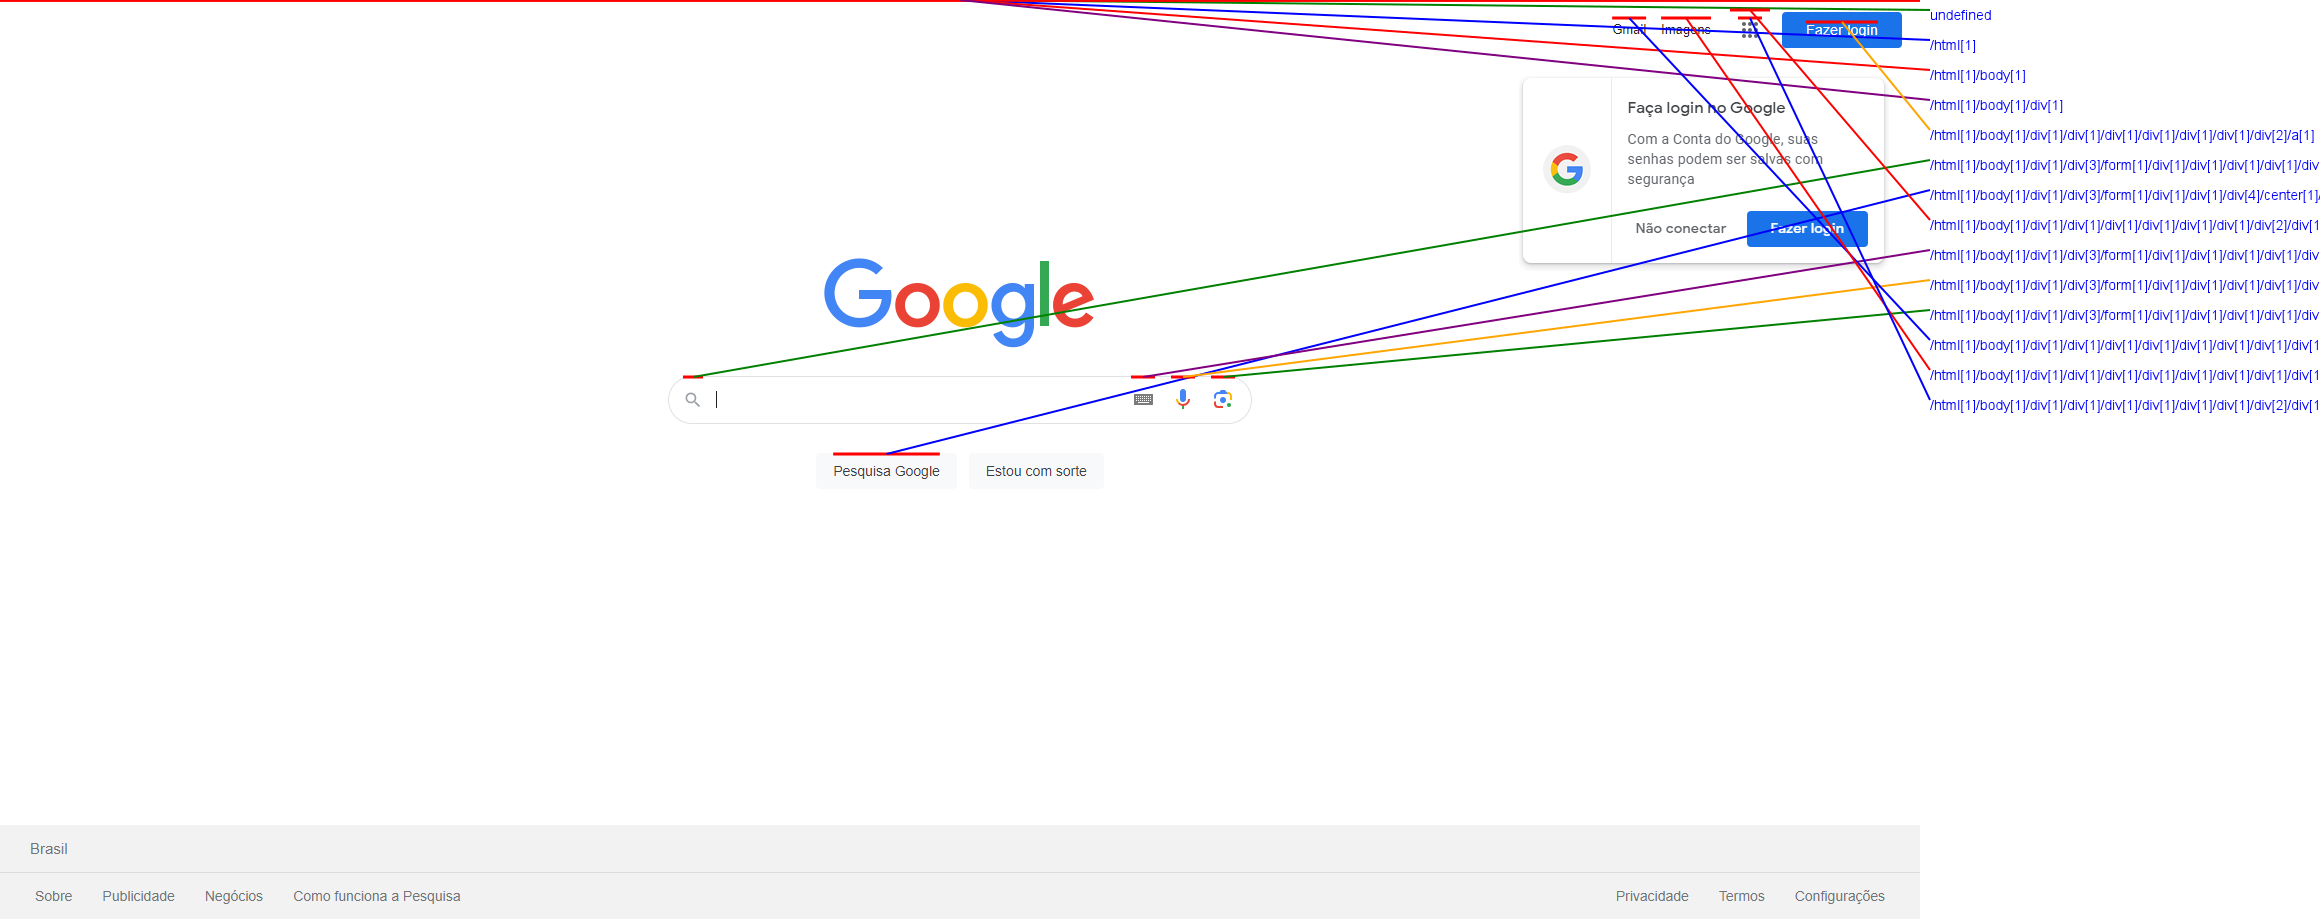 undefined
Gmail Imagens Fazer login
/html[1]
/html[1]/body[1]
/html[1]/body[1]/div[1]
Faça login no Google
Com a Conta do Google, suas
senhas podem ser salvas com
segurança
Não conectar Fazer login
/html[1]/body[1]/div[1]/div[1]/div[1]/div[1]/div[1]/div[1]/div[2]/a[1]
/html[1]/body[1]/div[1]/div[3]/form[1]/div[1]/div[1]/div[1]/div[1]/div
/html[1]/body[1]/div[1]/div[3]/form[1]/div[1]/div[1]/div[4]/center[1]/
/html[1]/body[1]/div[1]/div[1]/div[1]/div[1]/div[1]/div[1]/div[2]/div[1
/html[1]/body[1]/div[1]/div[3]/form[1]/div[1]/div[1]/div[1]/div[1]/div
/html[1]/body[1]/div[1]/div[3]/form[1]/div[1]/div[1]/div[1]/div[1]/div
/html[1]/body[1]/div[1]/div[3]/form[1]/div[1]/div[1]/div[1]/div[1]/div
/html[1]/body[1]/div[1]/div[1]/div[1]/div[1]/div[1]/div[1]/div[1]/div[1
/html[1]/body[1]/div[1]/div[1]/div[1]/div[1]/div[1]/div[1]/div[1]/div[1
/html[1]/body[1]/div[1]/div[1]/div[1]/div[1]/div[1]/div[1]/div[2]/div[1
Google
Pesquisa Google Estou com sorte
Brasil
Sobre Publicidade Negócios Como funciona a Pesquisa Privacidade Termos Configurações